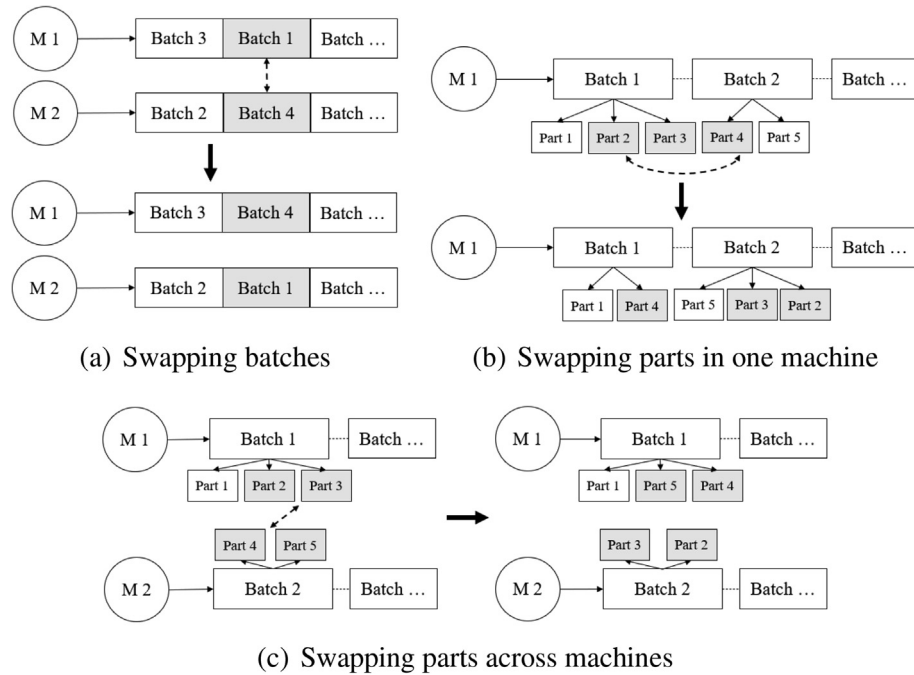 M 1 Batch 3 Batch 1 Batch …
M 2 Batch 2 Batch 4 Batch…
M 1 Batch 3 Batch 4 Batch …
M 2 Batch 2 Batch 1 Batch …
(a) Swapping batches
M 1 Batch 1 Batch 2 Batch …
Part 1 Part 2 Part 3 Part 4 Part 5
M 1 Batch 1 Batch 2 Batch …
Part 1 Part 4 Part 5 Part 3 Part 2
(b) Swapping parts in one machine
M 1 Batch 1 Batch …
Part 1 Part 2 Part 3
Part 4 Part 5
M 2 Batch 2 Batch …
M 1 Batch 1 Batch …
Part 1 Part 5 Part 4
Part 3 Part 2
M 2 Batch 2 Batch …
(c) Swapping parts across machines